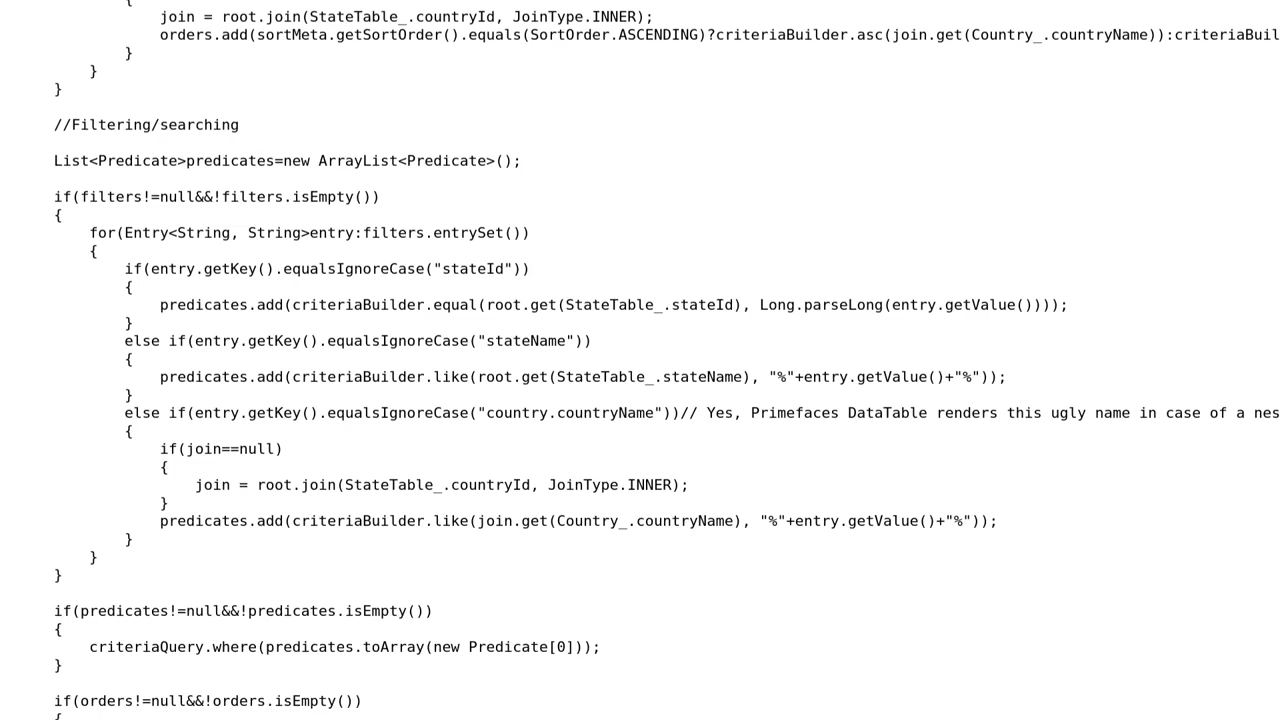 {
join = root.join(StateTable_.countryId, JoinType.INNER);
orders.add(sortMeta.getSortOrder().equals(SortOrder.ASCENDING)?criteriaBuilder.asc(join.get(Country_.countryName)):criteriaBuil
}
}
}
//Filtering/searching
List<Predicate>predicates=new ArrayList<Predicate>();
if(filters!=null&&!filters.isEmpty())
{
for(Entry<String, String>entry:filters.entrySet())
{
if(entry.getKey().equalsIgnoreCase("stateId"))
{
predicates.add(criteriaBuilder.equal(root.get(StateTable_.stateId), Long.parseLong(entry.getValue())));
}
else if(entry.getKey().equalsIgnoreCase("stateName"))
{
predicates.add(criteriaBuilder.like(root.get(StateTable_.stateName), "%"+entry.getValue()+"%"));
}
else if(entry.getKey().equalsIgnoreCase("country.countryName"))// Yes, Primefaces DataTable renders this ugly name in case of a nes
{
if(join==null)
{
join = root.join(StateTable_.countryId, JoinType.INNER);
}
predicates.add(criteriaBuilder.like(join.get(Country_.countryName), "%"+entry.getValue()+"%"));
}
}
}
if(predicates!=null&&!predicates.isEmpty())
{
criteriaQuery.where(predicates.toArray(new Predicate[0]));
}
if(orders!=null&&!orders.isEmpty())
{